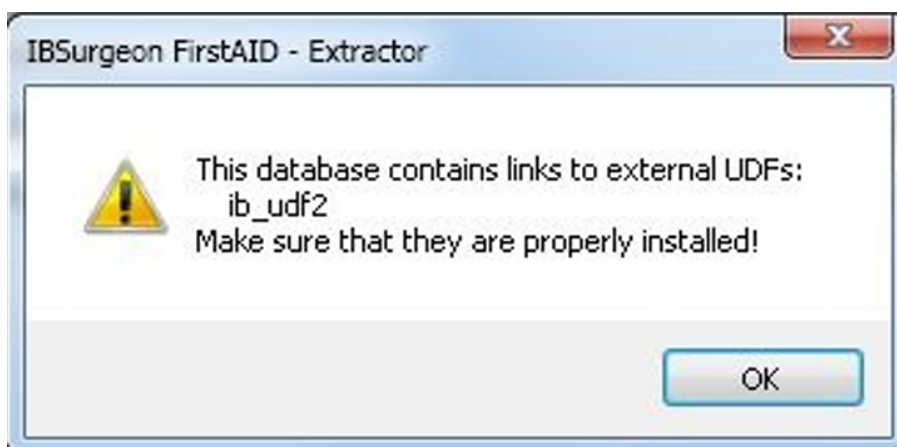 IBSurgeon FirstAID - Extractor
This database contains links to external UDFs:
ib_udf2
Make sure that they are properly installed!
OK